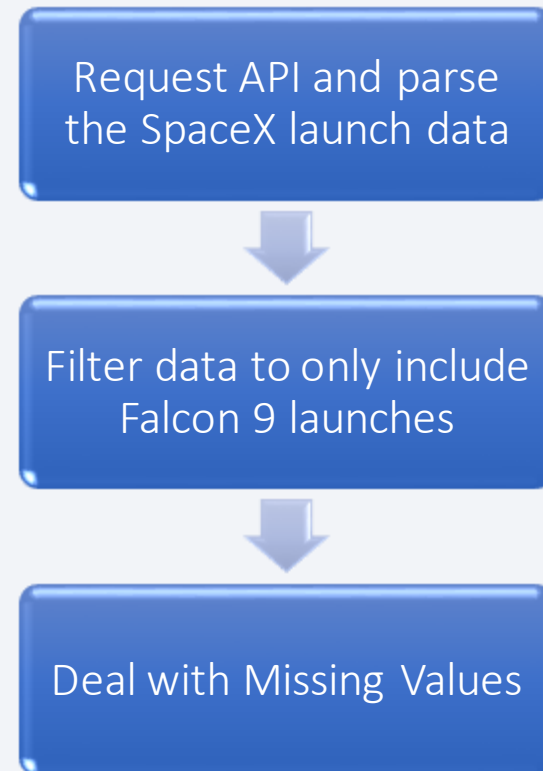 Request API and parse
the SpaceX launch data
Filter data to only include
Falcon 9 launches
Deal with Missing Values